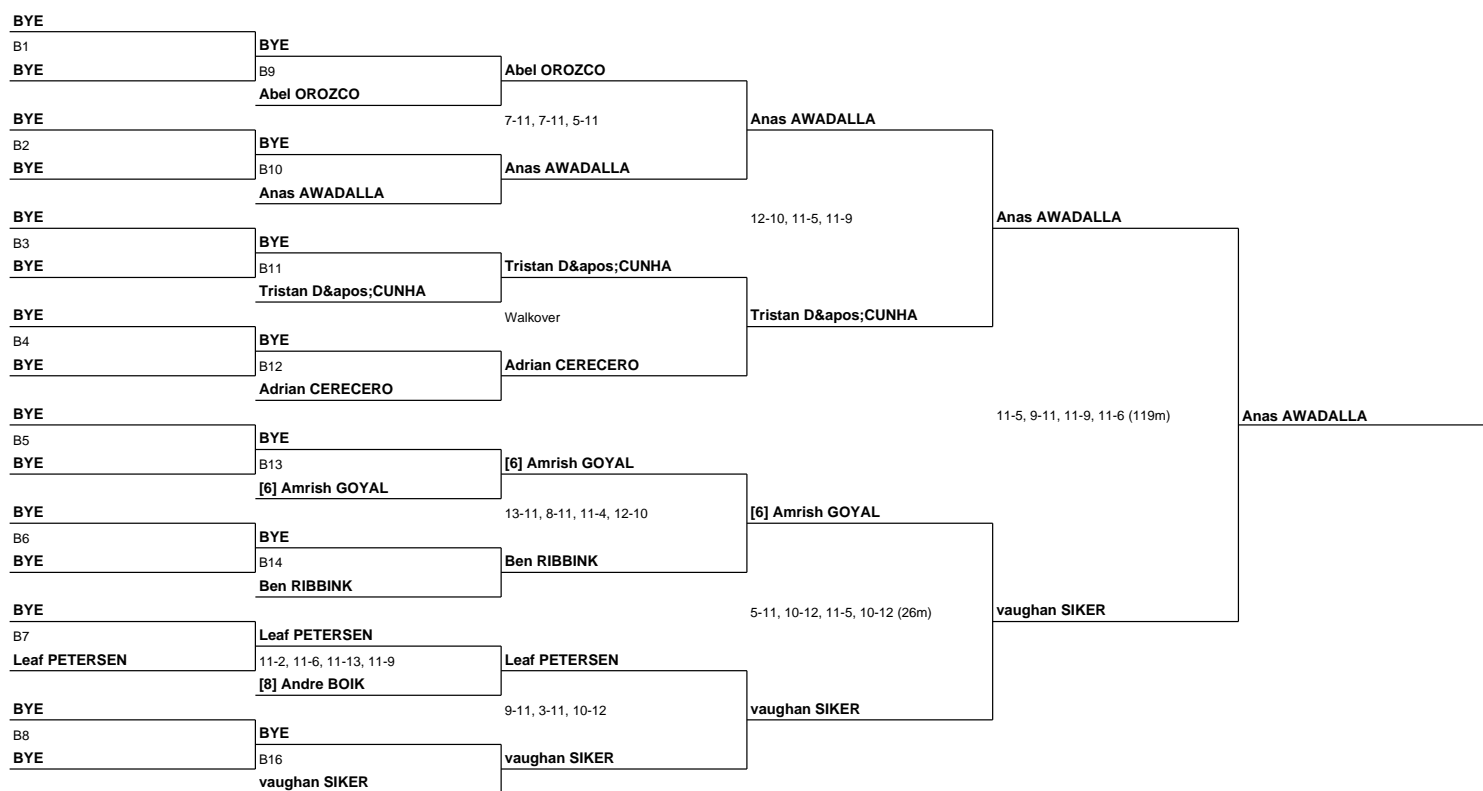 BYE
B1
BYE
BYE
B9
Abel OROZCO
Abel OROZCO
BYE
B2
BYE
BYE
B10
Anas AWADALLA
7-11, 7-11, 5-11
Anas AWADALLA
Anas AWADALLA
BYE
B3
BYE
BYE
B11
Tristan D&apos;CUNHA
Tristan D&apos;CUNHA
12-10, 11-5, 11-9
Anas AWADALLA
BYE
B4
BYE
BYE
B12
Adrian CERECERO
Walkover
Adrian CERECERO
Tristan D&apos;CUNHA
BYE
B5
BYE
BYE
B13
[6] Amrish GOYAL
[6] Amrish GOYAL
11-5, 9-11, 11-9, 11-6 (119m)
Anas AWADALLA
BYE
B6
BYE
BYE
B14
Ben RIBBINK
13-11, 8-11, 11-4, 12-10
Ben RIBBINK
[6] Amrish GOYAL
BYE
B7
Leaf PETERSEN
Leaf PETERSEN
11-2, 11-6, 11-13, 11-9
[8] Andre BOIK
Leaf PETERSEN
5-11, 10-12, 11-5, 10-12 (26m)
vaughan SIKER
BYE
B8
BYE
BYE
B16
vaughan SIKER
9-11, 3-11, 10-12
vaughan SIKER
vaughan SIKER